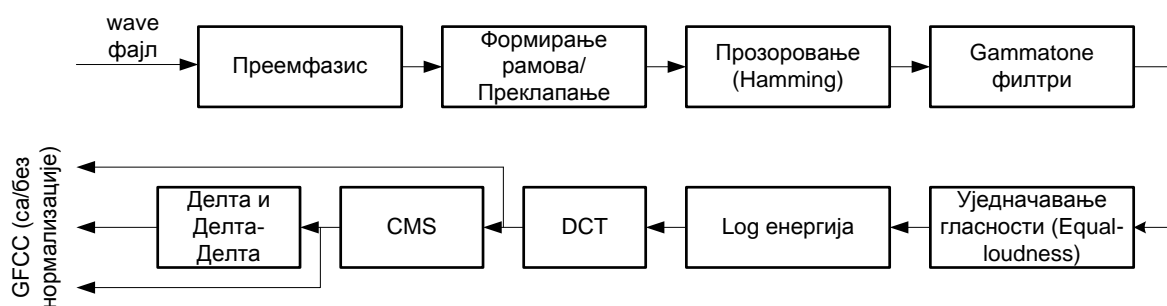 wave
фајл
Преемфазис
Формирање
рамова/
Преклапање
Прозоровање
(Hamming)
Gammatone
филтри
GFCC (са/без
нормализације)
Делта и
Делта-
Делта
CMS
DCT
Log енергија
Уједначавање
гласности (Equal-
loudness)